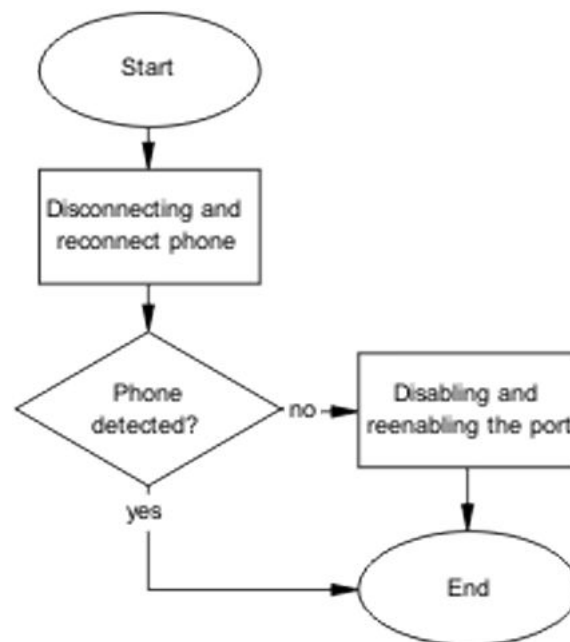 Start
Disconnecting and
reconnect phone
Phone
detected?
no
Disabling and
reenabling the port
yes
End